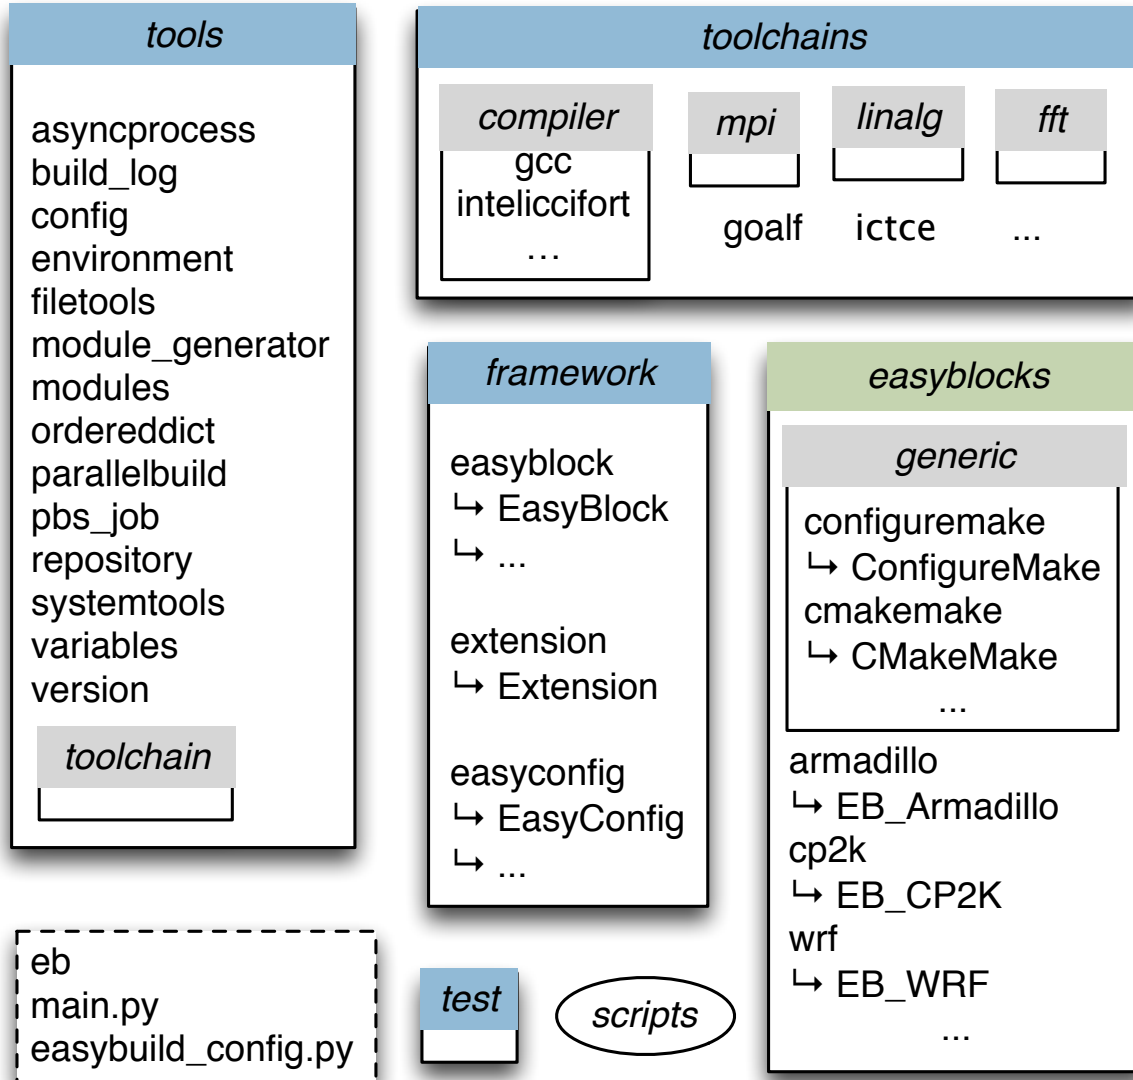 tools
asyncprocess
build_log
config
environment
filetools
module_generator
modules
ordereddict
parallelbuild
pbs_job
repository
systemtools
variables
version
toolchain
toolchains
compiler
gcc
inteliccifort
...
mpi
linalg
fft
goalf ictce ...
framework
easyblock
↳ EasyBlock
↳ ...
extension
↳ Extension
easyconfig
↳ EasyConfig
↳ ...
easyblocks
generic
configuremake
↳ ConfigureMake
cmakemake
↳ CMakeMake
...
armadillo
↳ EB_Armadillo
cp2k
↳ EB_CP2K
wrf
↳ EB_WRF
...
eb
main.py
easybuild_config.py
test
scripts